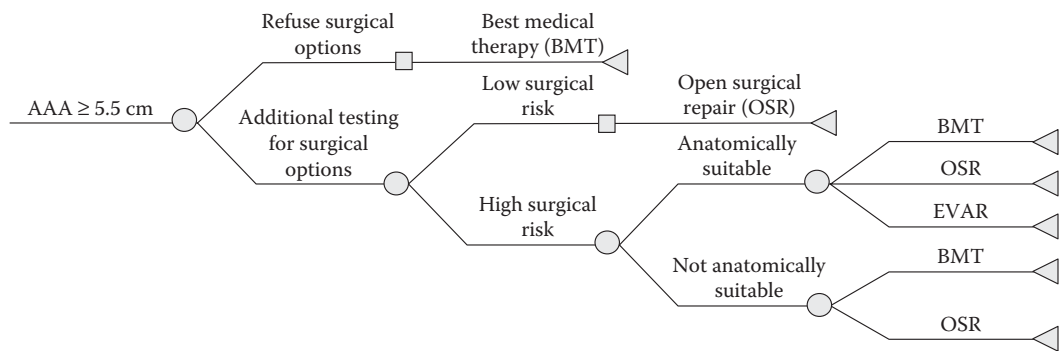 AAA ≥ 5.5 cm
Refuse surgical
options
Best medical
therapy (BMT)
Additional testing
for surgical
options
Low surgical
risk
Open surgical
repair (OSR)
High surgical
risk
Anatomically
suitable
BMT
OSR
EVAR
Not anatomically
suitable
BMT
OSR